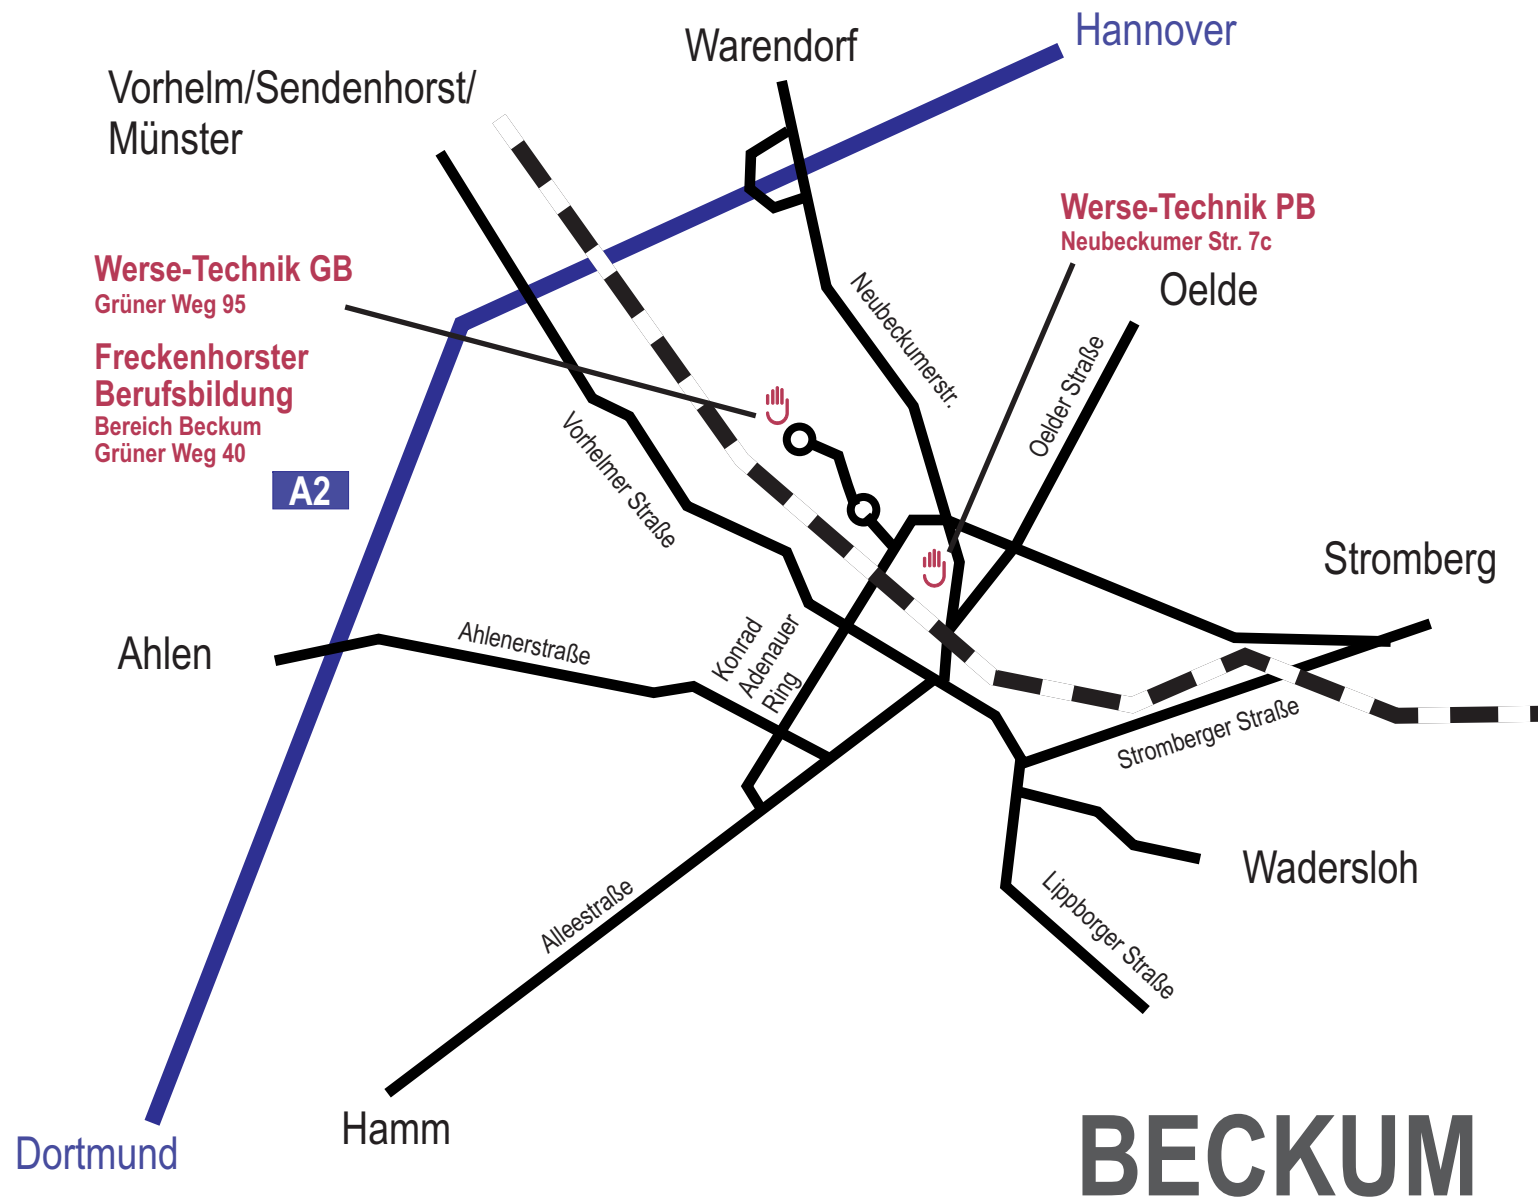 Hannover
Warendorf
Vorhelm/Sendenhorst/
Münster
Werse-Technik PB
Neubeckumer Str. 7c
Werse-Technik GB
Grüner Weg 95
Oelde
Neubeckumerstr.
Freckenhorster
Berufsbildung
Bereich Beckum
Grüner Weg 40
Oelder Straße
A2
Vorhelmer Straße
Stromberg
Ahlen
Ahlenerstraße
Konrad
Adenauer
Ring
Stromberger Straße
Wadersloh
Alleestraße
Lippborger Straße
Hamm
Dortmund
BECKUM